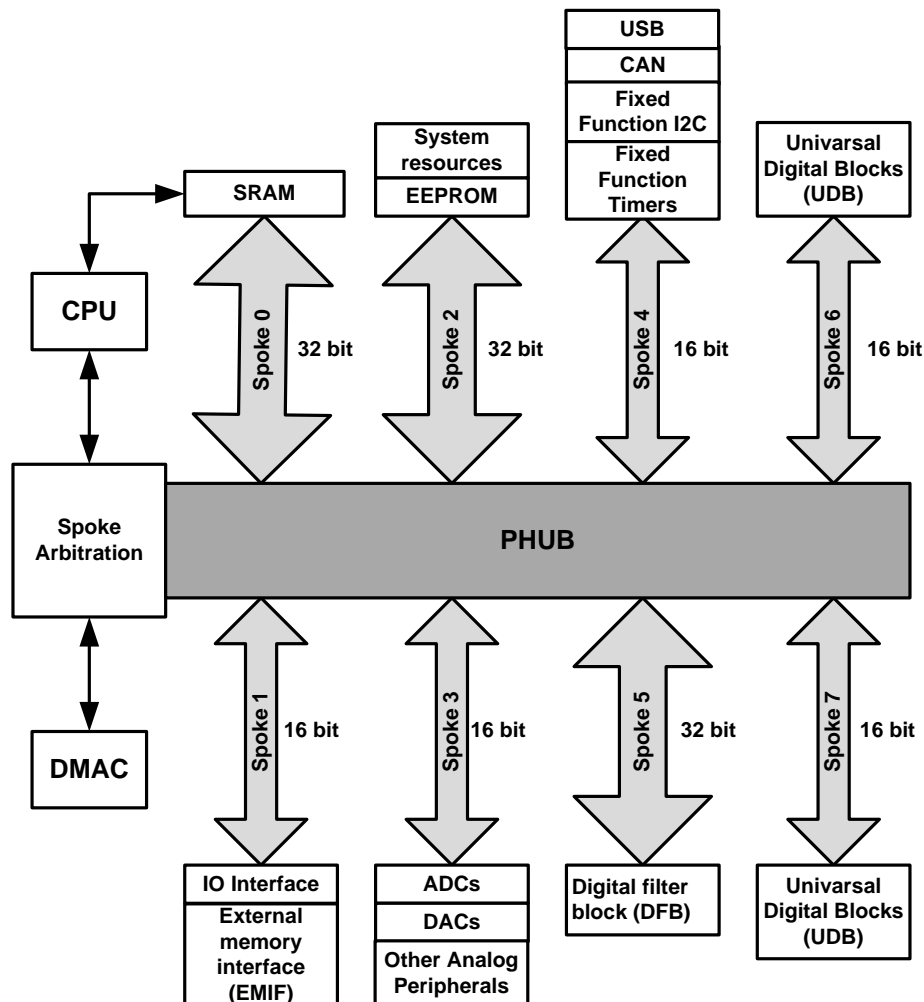 USB
CAN
Fixed
Function I2C
Fixed
Function
Timers
System
resources
EEPROM
Univarsal
Digital Blocks
(UDB)
SRAM
CPU
Spoke 0
32 bit
Spoke 2
32 bit
Spoke 4
16 bit
Spoke 6
16 bit
Spoke
Arbitration
PHUB
DMAC
Spoke 1
16 bit
Spoke 3
16 bit
Spoke 5
32 bit
Spoke 7
16 bit
IO Interface
External
memory
interface
(EMIF)
ADCs
DACs
Other Analog
Peripherals
Digital filter
block (DFB)
Univarsal
Digital Blocks
(UDB)